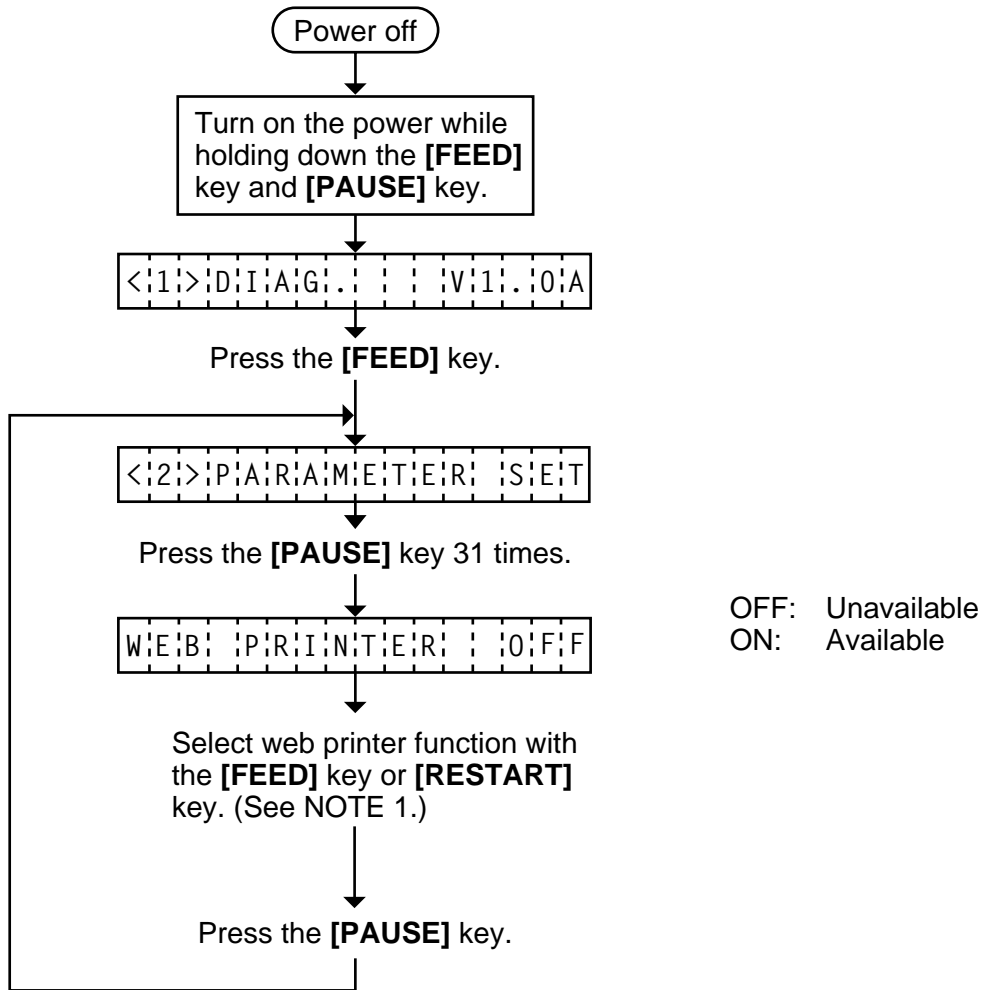 Power off
Turn on the power while
holding down the [FEED]
key and [PAUSE] key.
<1>DIAG.   V1.0A
Press the [FEED] key.
<2>PARAMETER SET
Press the [PAUSE] key 31 times.
WEB PRINTER  OFF
OFF: Unavailable
ON: Available
Select web printer function with
the [FEED] key or [RESTART]
key. (See NOTE 1.)
Press the [PAUSE] key.